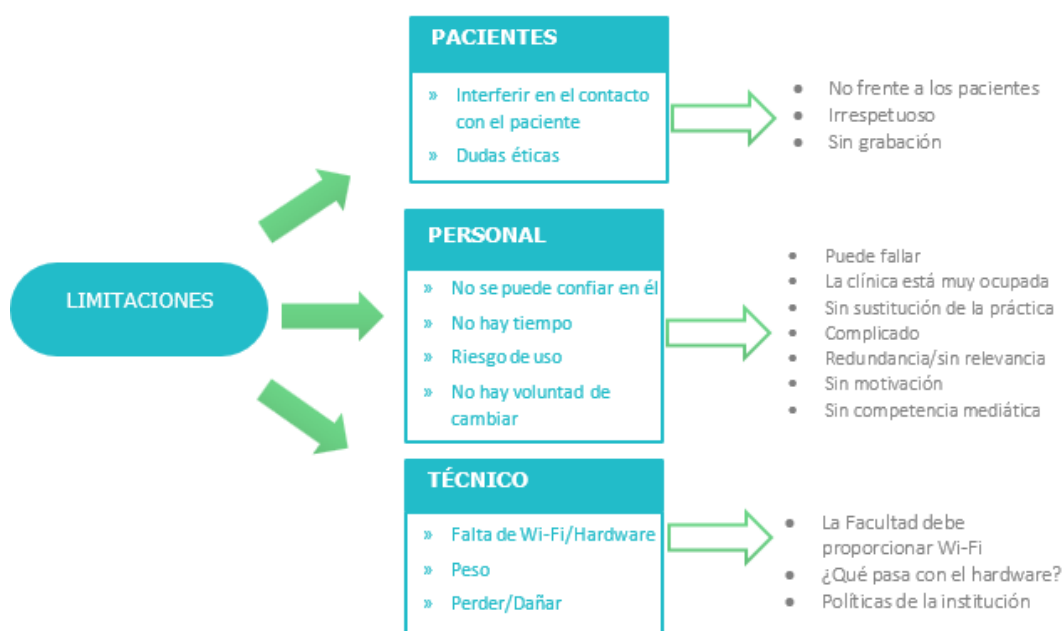 LIMITACIONES
PACIENTES
» Interferir en el contacto
con el paciente
» Dudas éticas
● No frente a los pacientes
● Irrespetuoso
● Sin grabación
PERSONAL
» No se puede confiar en él
» No hay tiempo
» Riesgo de uso
» No hay voluntad de
cambiar
● Puede fallar
● La clínica está muy ocupada
● Sin sustitución de la práctica
● Complicado
● Redundancia/sin relevancia
● Sin motivación
● Sin competencia mediática
TÉCNICO
» Falta de Wi-Fi/Hardware
» Peso
» Perder/Dañar
● La Facultad debe
proporcionar Wi-Fi
● ¿Qué pasa con el hardware?
● Políticas de la institución